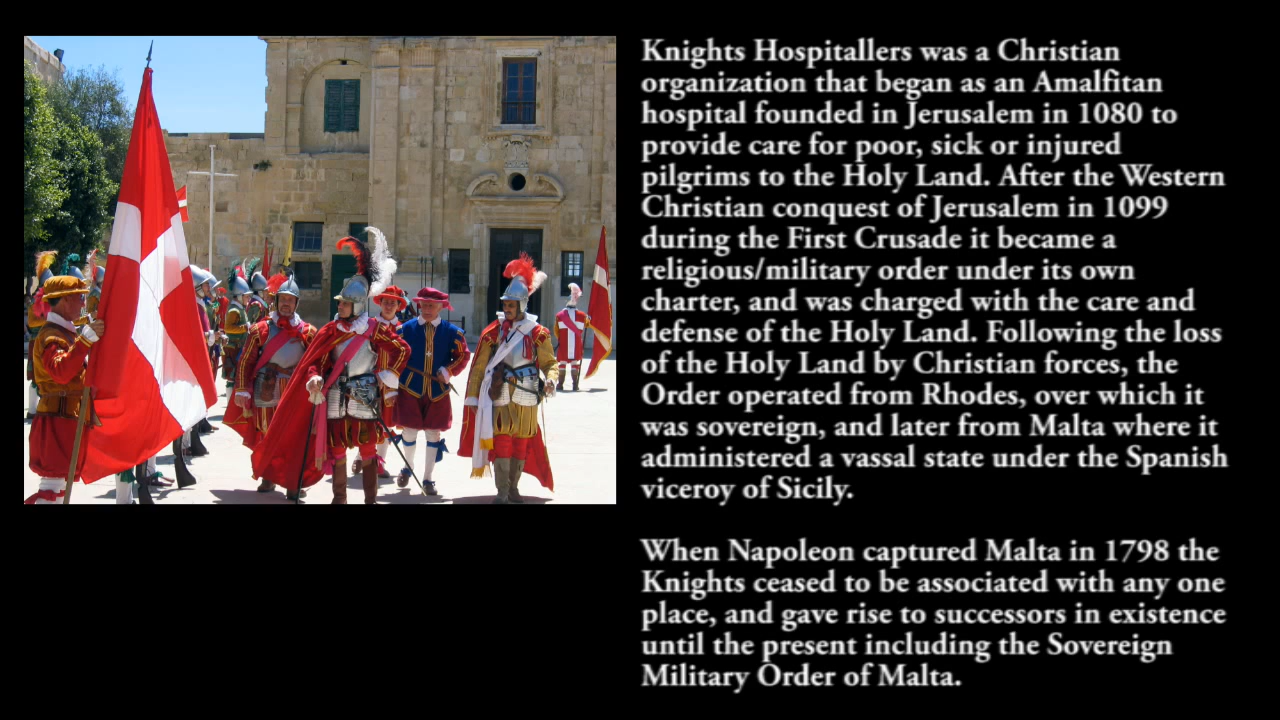 Knights Hospitallers was a Christian
organization that began as an Amalfitan
hospital founded in Jerusalem in 1080 to
provide care for poor, sick or injured
pilgrims to the Holy Land. After the Western
Christian conquest of Jerusalem in 1099
during the First Crusade it became a
religious/military order under its own
charter, and was charged with the care and
defense of the Holy Land. Following the loss
of the Holy Land by Christian forces, the
Order operated from Rhodes, over which it
was sovereign, and later from Malta where it
administered a vassal state under the Spanish
viceroy of Sicily.
When Napoleon captured Malta in 1798 the
Knights ceased to be associated with any one
place, and gave rise to successors in existence
until the present including the Sovereign
Military Order of Malta.